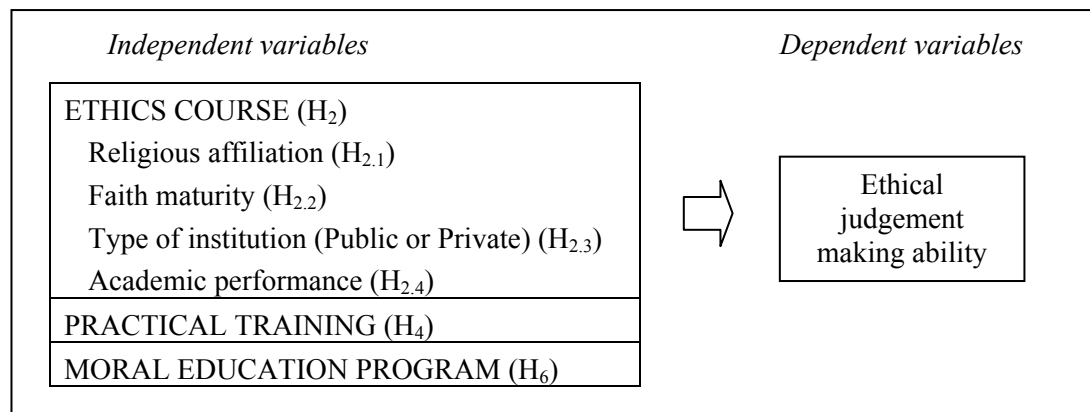 Independent variables
Dependent variables
ETHICS COURSE (H2)
Religious affiliation (H2.1)
Faith maturity (H2.2)
Type of institution (Public or Private) (H2.3)
Academic performance (H2.4)
PRACTICAL TRAINING (H4)
MORAL EDUCATION PROGRAM (H6)
Ethical
judgement
making ability